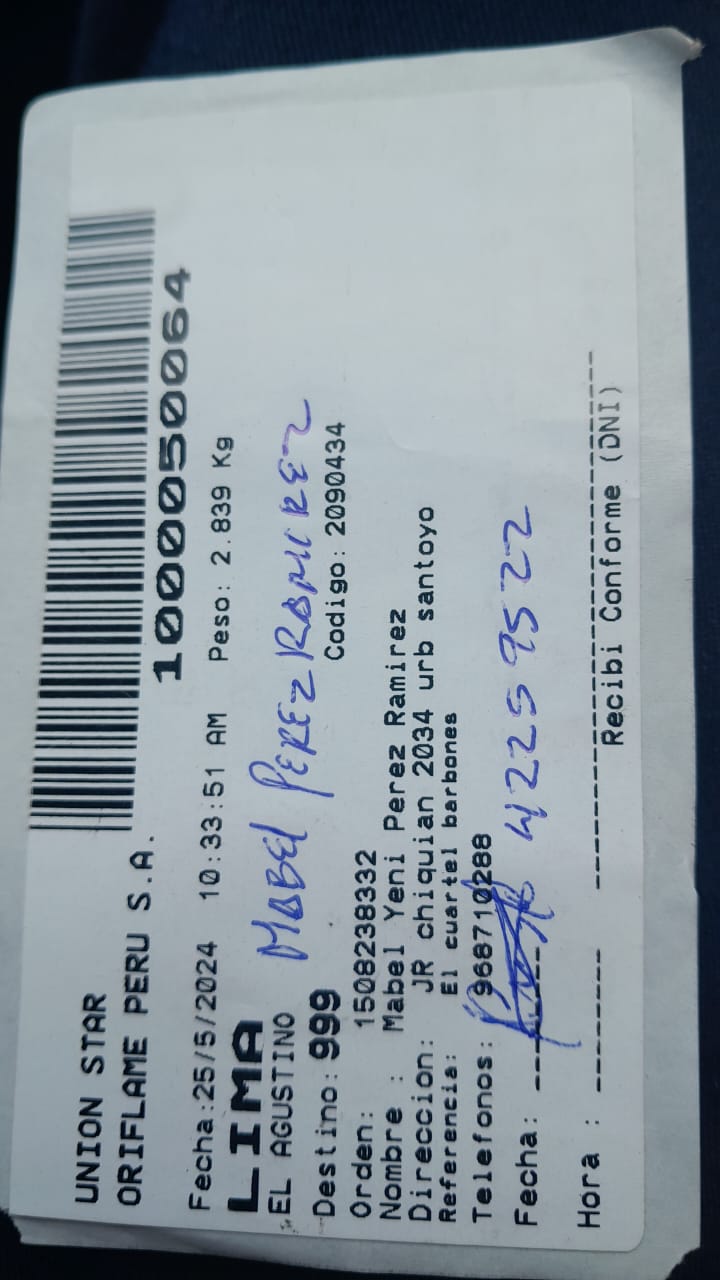 1000050064
UNION STAR
ORIFLAME PERU S.A.
Fecha:25/5/2024 10:33:51 AM Peso: 2.839 Kg
LIMA
EL AGUSTINO
MABEl PEREZ RAMIREZ
Destino: 999 Codigo: 2090434
Orden: 1508238332
Nombre : Mabel Yeni Perez Ramirez
Direccion: JR chiquian 2034 urb santoyo
Referencia: El cuartel barbones
Telefonos: 968710288
Fecha: 42259522
Hora :
Recibi Conforme (DNI)